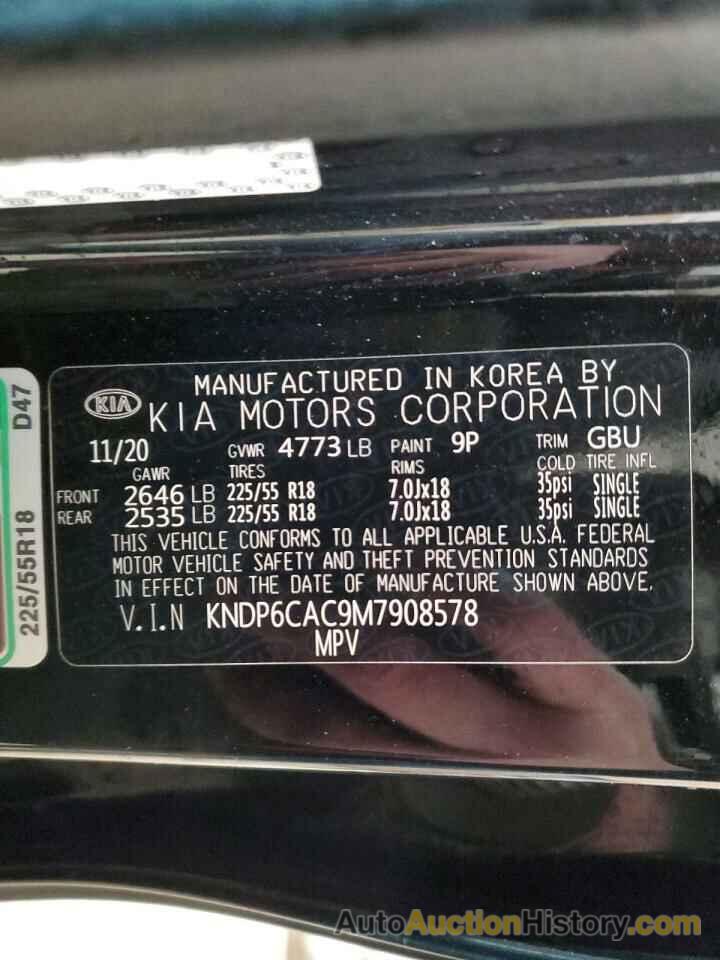 MANUFACTURED IN KOREA BY
KIA
KIA MOTORS CORPORATION
11/20 GVWR 4773 LB PAINT 9P TRIM GBU
GAWR TIRES RIMS COLD TIRE INFL
FRONT 2646 LB 225/55 R18 7.0Jx18 35psi SINGLE
REAR 2535 LB 225/55 R18 7.0Jx18 35psi SINGLE
THIS VEHICLE CONFORMS TO ALL APPLICABLE U.S.A. FEDERAL
MOTOR VEHICLE SAFETY AND THEFT PREVENTION STANDARDS
IN EFFECT ON THE DATE OF MANUFACTURE SHOWN ABOVE.
V.I.N KNDP6CAC9M7908578
MPV
225/55R18 D47
AutoAuctionHistory.com